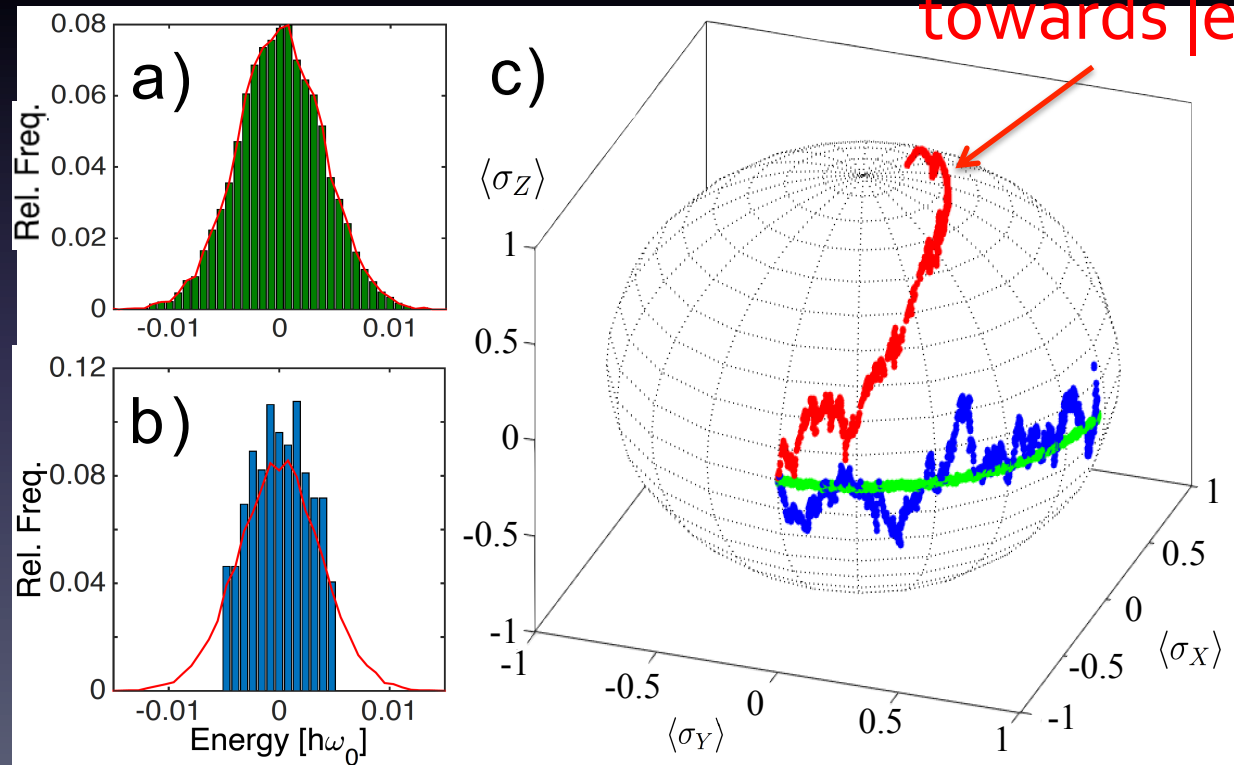 towards |e
a)
0.08
0.06
0.04
0.02
0
-0.01 0 0.01
Rel. Freq.
b)
0.12
0.08
0.04
0
-0.01 0 0.01
Rel. Freq.
Energy [hω0]
c)
⟨σZ⟩
1
0.5
0
-0.5
-1
-1
-0.5
0
0.5
1
⟨σY⟩
-1
-0.5
0
0.5
1
⟨σX⟩